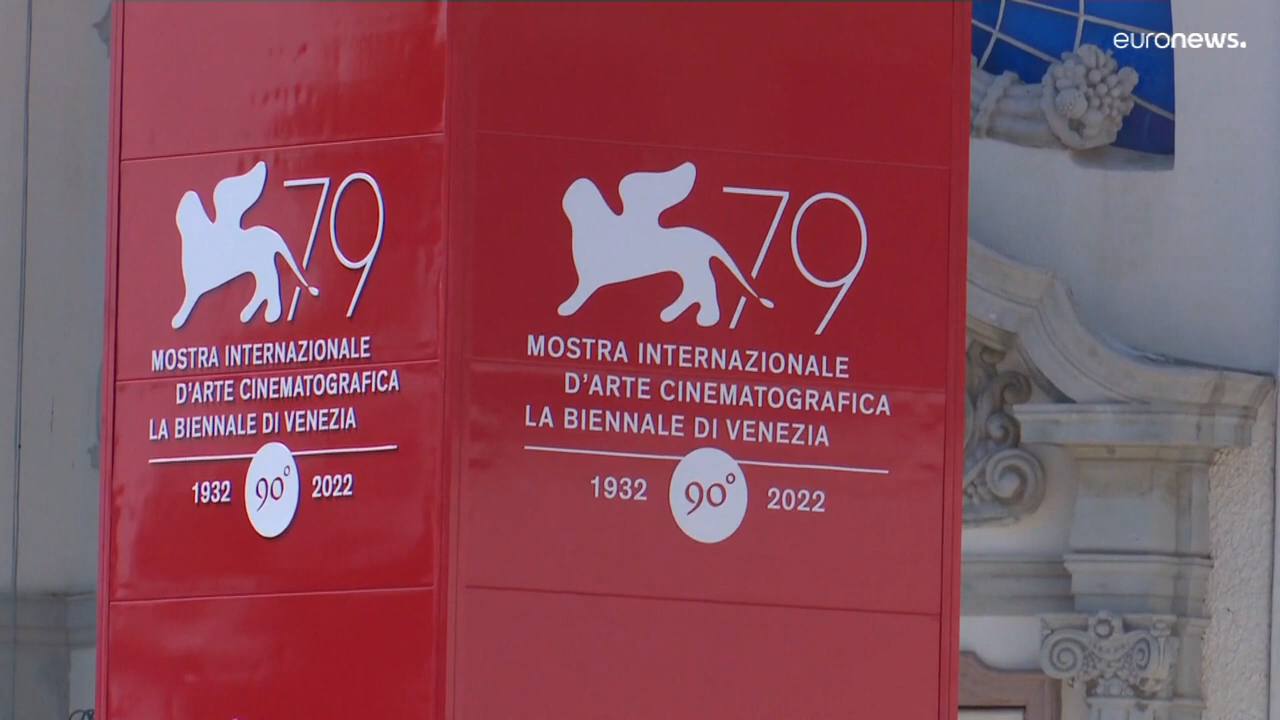 euronews.
79
MOSTRA INTERNAZIONALE
D'ARTE CINEMATOGRAFICA
LA BIENNALE DI VENEZIA
1932 90° 2022
79
MOSTRA INTERNAZIONALE
D'ARTE CINEMATOGRAFICA
LA BIENNALE DI VENEZIA
1932 90° 2022